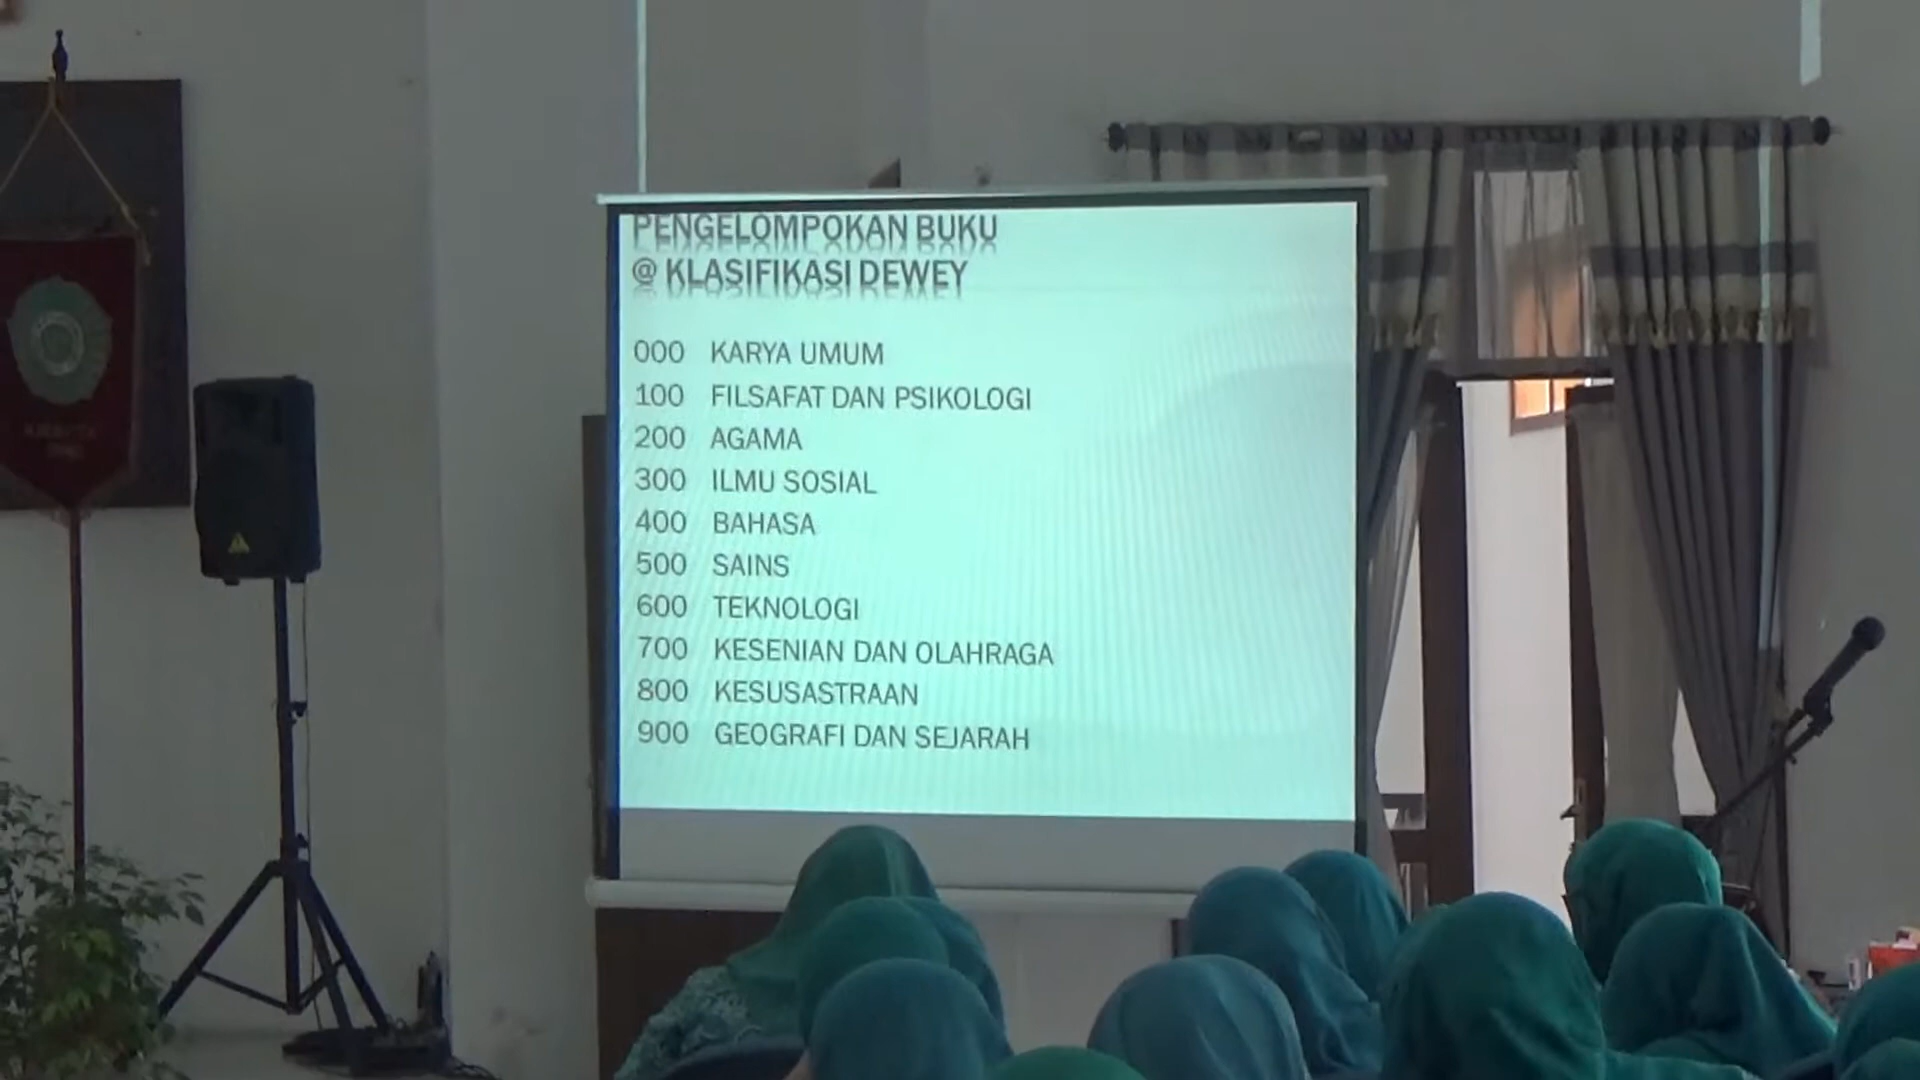 PENGELOMPOKAN BUKU
@ KLASIFIKASI DEWEY
000 KARYA UMUM
100 FILSAFAT DAN PSIKOLOGI
200 AGAMA
300 ILMU SOSIAL
400 BAHASA
500 SAINS
600 TEKNOLOGI
700 KESENIAN DAN OLAHRAGA
800 KESUSASTRAAN
900 GEOGRAFI DAN SEJARAH